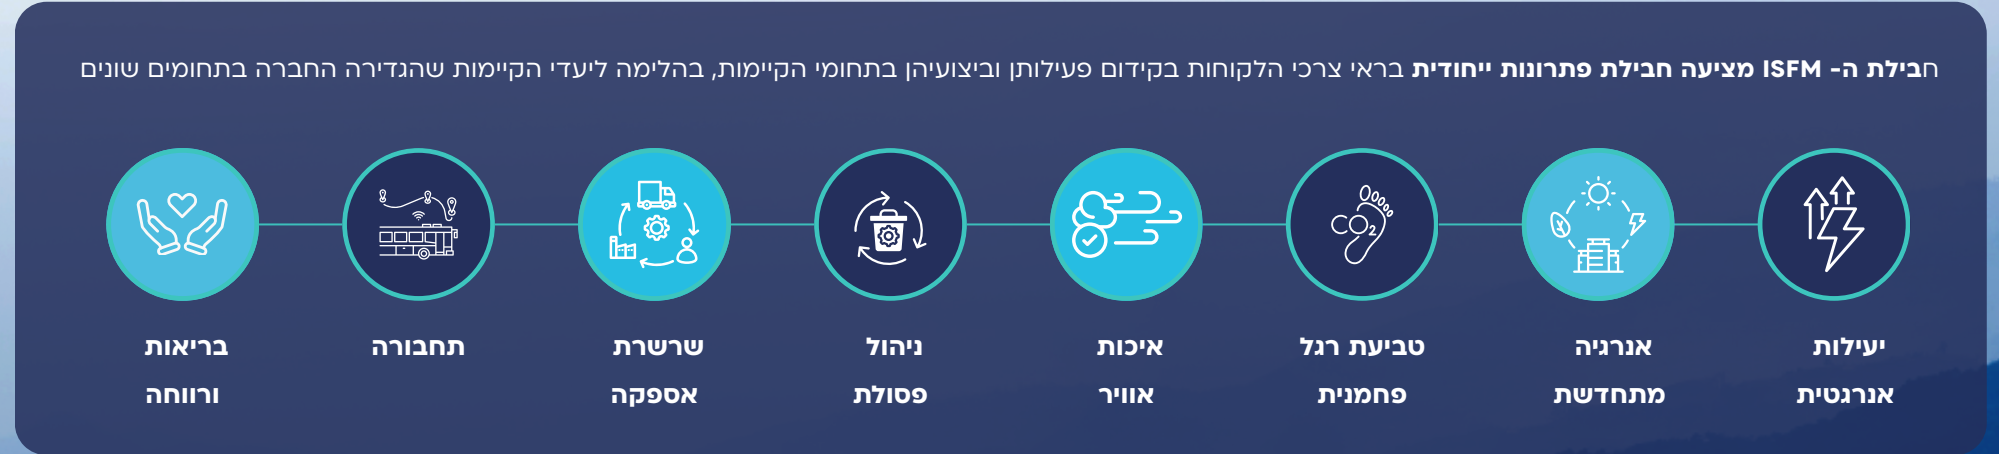 חבילת ה- ISFM מציעה חבילת פתרונות ייחודית בראי צרכי הלקוחות בקידום פעילותן וביצועיהן בתחומי הקיימות, בהלימה ליעדי הקיימות שהגדירה החברה בתחומים שונים
CO2
יעילות
אנרגטית
אנרגיה
מתחדשת
טביעת רגל
פחמנית
איכות
אוויר
ניהול
פסולת
שרשרת
אספקה
תחבורה
בריאות
ורווחה